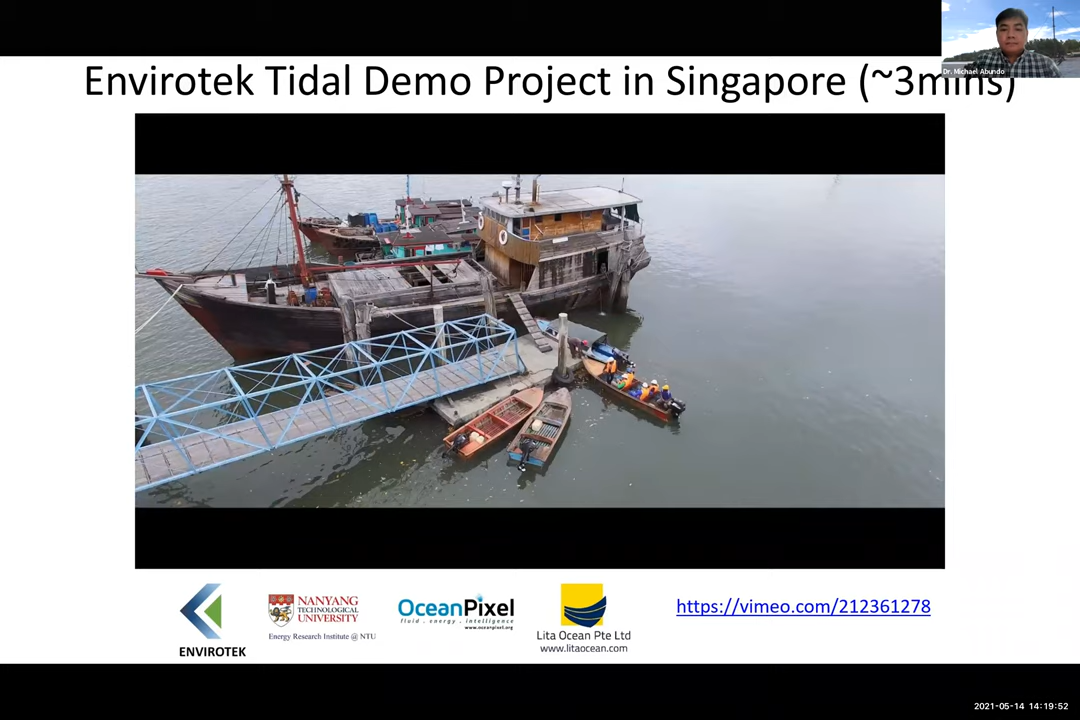 Dr. Michael Abundo
Envirotek Tidal Demo Project in Singapore (~3mins)
ENVIROTEK
NANYANG
TECHNOLOGICAL
UNIVERSITY
Energy Research Institute @ NTU
OceanPixel
fluid . energy . intelligence
www.oceanpixel.org
Lita Ocean Pte Ltd
www.litaocean.com
https://vimeo.com/212361278
2021-05-14 14:19:52